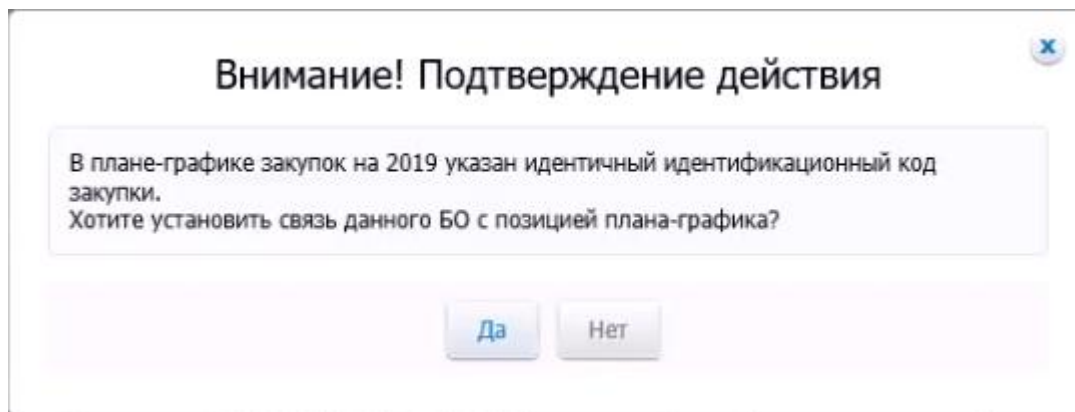 x
Внимание! Подтверждение действия
В плане-графике закупок на 2019 указан идентичный идентификационный код
закупки.
Хотите установить связь данного БО с позицией плана-графика?
Да Нет